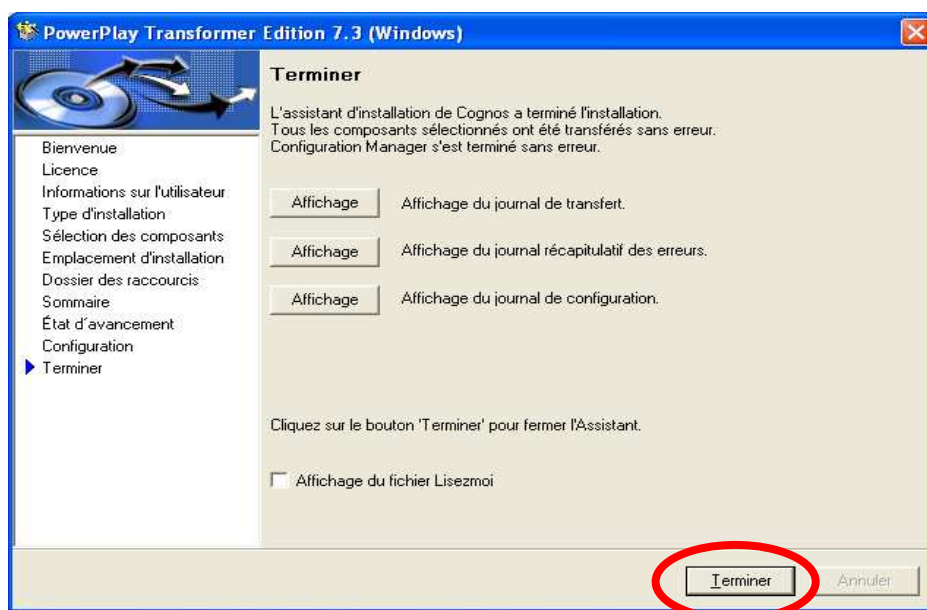 PowerPlay Transformer Edition 7.3 (Windows)
Terminer
L'assistant d'installation de Cognos a terminé l'installation.
Tous les composants sélectionnés ont été transférés sans erreur.
Configuration Manager s'est terminé sans erreur.
Bienvenue
Licence
Informations sur l'utilisateur
Type d'installation
Sélection des composants
Emplacement d'installation
Dossier des raccourcis
Sommaire
État d´avancement
Configuration
Terminer
Affichage Affichage du journal de transfert.
Affichage Affichage du journal récapitulatif des erreurs.
Affichage Affichage du journal de configuration.
Cliquez sur le bouton 'Terminer' pour fermer l'Assistant.
Affichage du fichier Lisezmoi
Terminer Annuler